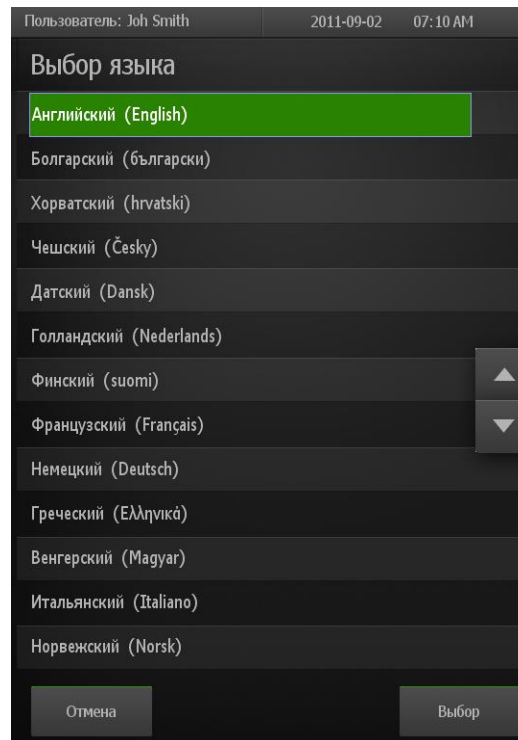 Пользователь: Joh Smith 2011-09-02 07:10 AM
Выбор языка
Английский (English)
Болгарский (български)
Хорватский (hrvatski)
Чешский (Česky)
Датский (Dansk)
Голландский (Nederlands)
Финский (suomi)
Французский (Français)
Немецкий (Deutsch)
Греческий (Ελληνικά)
Венгерский (Magyar)
Итальянский (Italiano)
Норвежский (Norsk)
Отмена Выбор